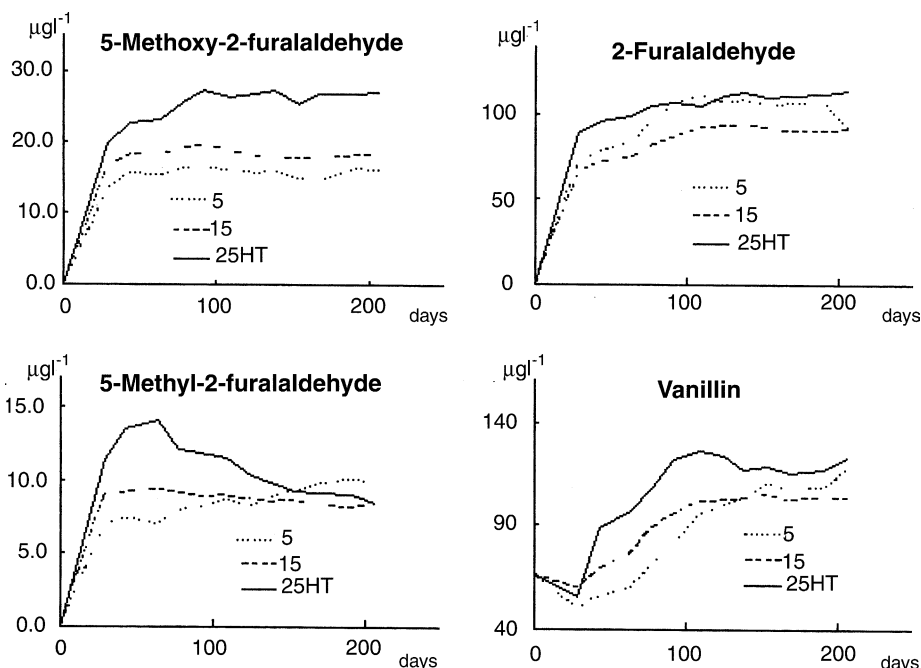 μgl-1
5-Methoxy-2-furalaldehyde
30.0
20.0
10.0
0.0
5
15
25HT
0
100
200
days
μgl-1
2-Furalaldehyde
100
50
0
5
15
25HT
0
100
200
days
μgl-1
5-Methyl-2-furalaldehyde
15.0
10.0
5.0
0.0
5
15
25HT
0
100
200
days
μgl-1
Vanillin
140
90
40
5
15
25HT
0
100
200
days